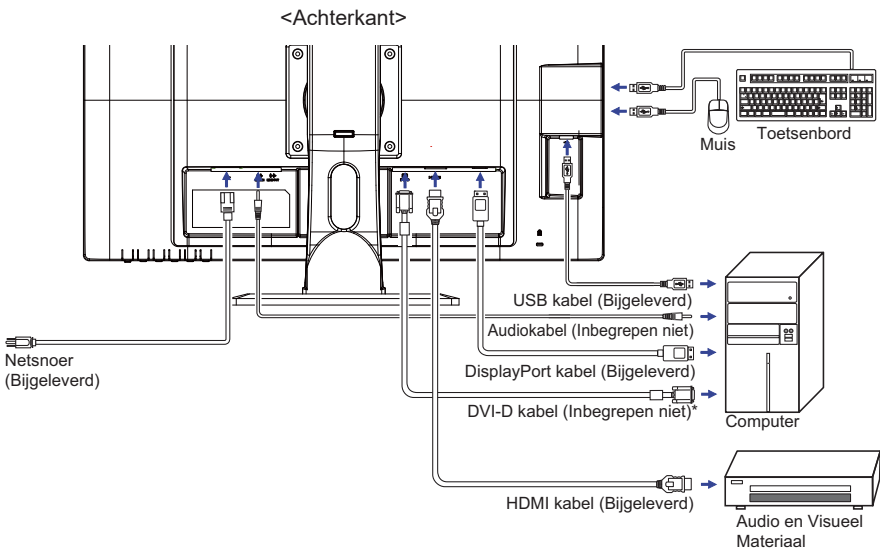 <Achterkant>
Muis
Toetsenbord
USB kabel (Bijgeleverd)
Audiokabel (Inbegrepen niet)
Netsnoer
(Bijgeleverd)
DisplayPort kabel (Bijgeleverd)
DVI-D kabel (Inbegrepen niet)*
Computer
HDMI kabel (Bijgeleverd)
Audio en Visueel
Materiaal